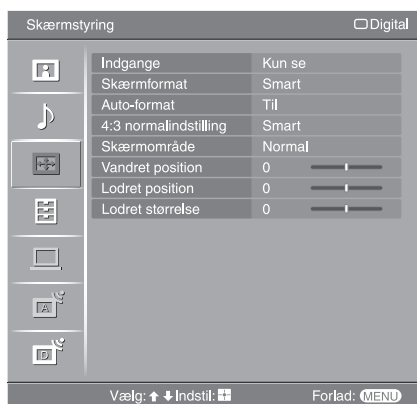 Skærmstyring Digital
Indgange Kun se
Skærmformat Smart
Auto-format Til
4:3 normalindstilling Smart
Skærmområde Normal
Vandret position 0
Lodret position 0
Lodret størrelse 0
A
D
Vælg: Indstil: Forlad: MENU